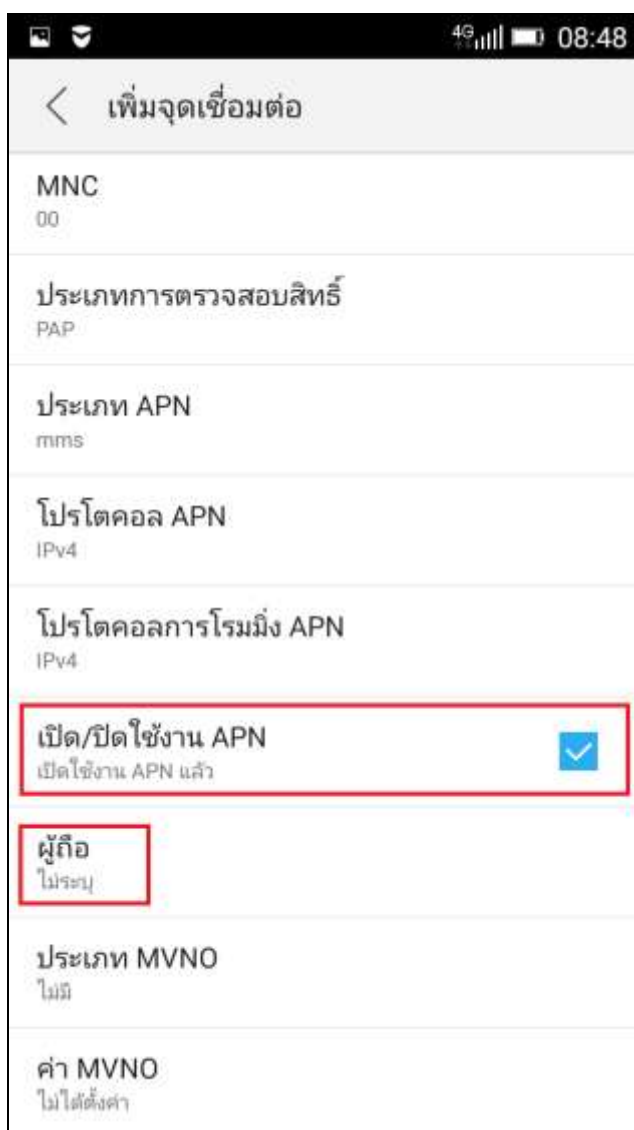 4G 08:48
เพิ่มจุดเชื่อมต่อ
MNC
00
ประเภทการตรวจสอบสิทธิ์
PAP
ประเภท APN
mms
โปรโตคอล APN
IPv4
โปรโตคอลการโรมมิ่ง APN
IPv4
เปิด/ปิดใช้งาน APN
เปิดใช้งาน APN แล้ว
ผู้ถือ
ไม่ระบุ
ประเภท MVNO
ไม่มี
ค่า MVNO
ไม่ได้ตั้งค่า